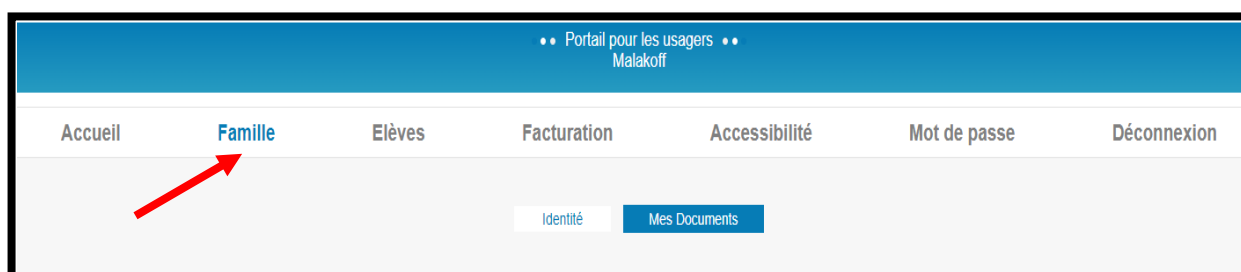 Portail pour les usagers
Malakoff
Accueil Famille Elèves Facturation Accessibilité Mot de passe Déconnexion
Identité Mes Documents